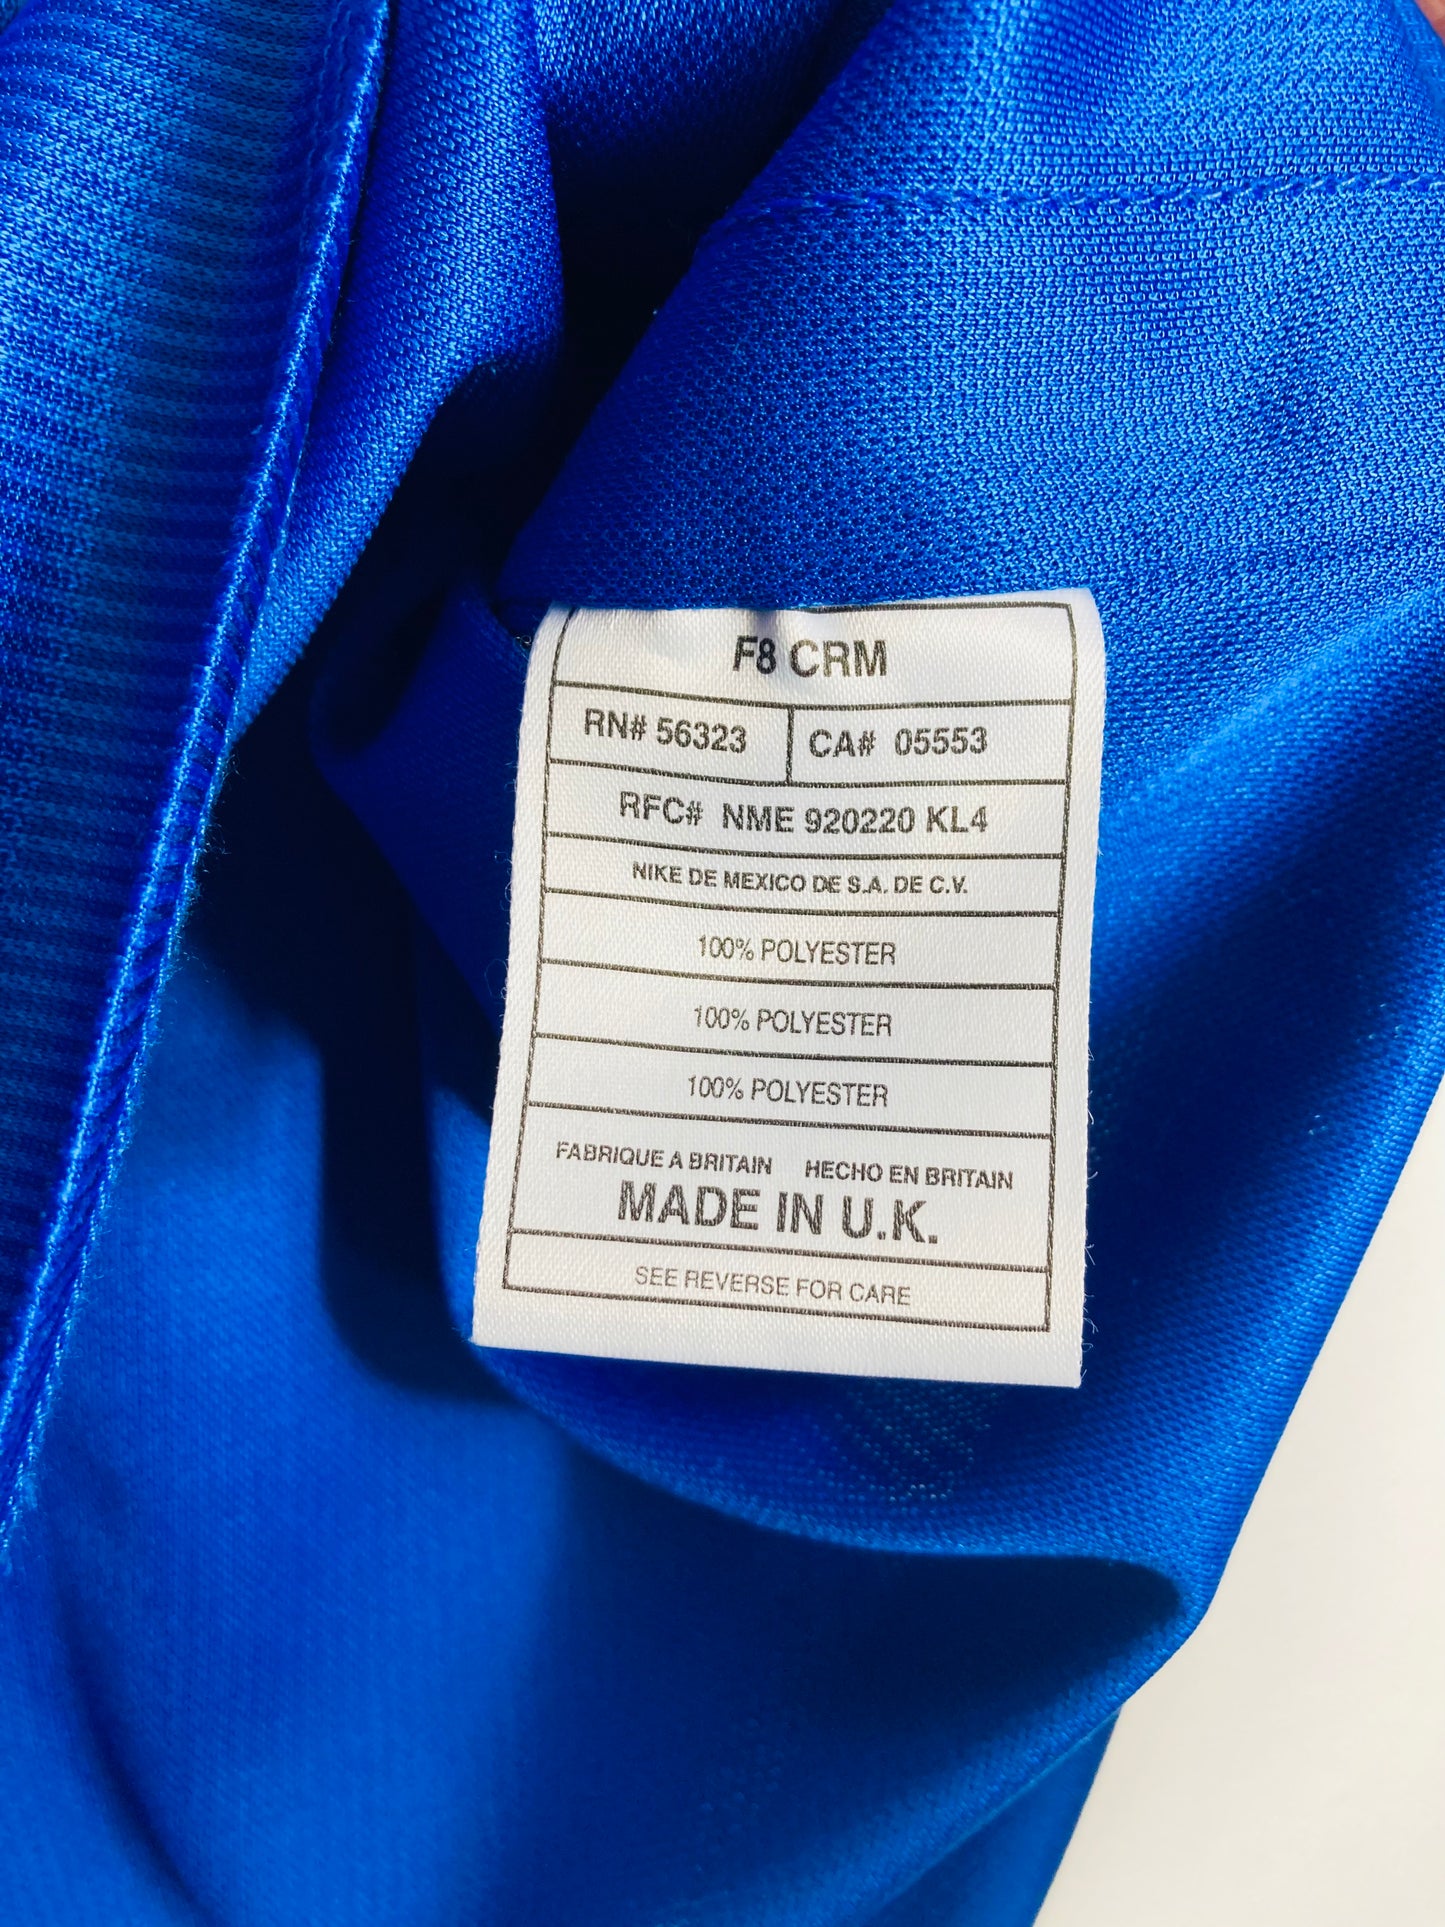 F8 CRM
RN# 56323 CA# 05553
RFC# NME 920220 KL4
NIKE DE MEXICO DE S.A. DE C.V.
100% POLYESTER
100% POLYESTER
100% POLYESTER
FABRIQUE A BRITAIN HECHO EN BRITAIN
MADE IN U.K.
SEE REVERSE FOR CARE